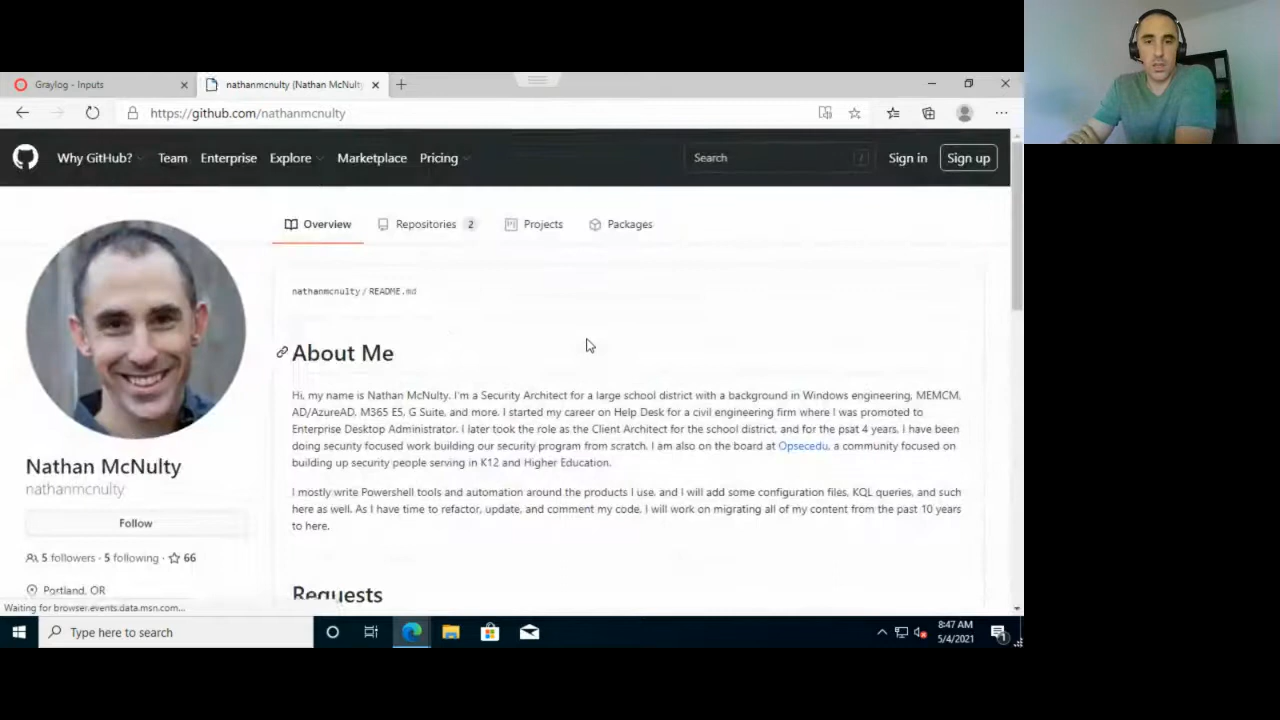 Graylog - Inputs
nathanmcnulty (Nathan McNulty
https://github.com/nathanmcnulty
Why GitHub?
Team
Enterprise
Explore
Marketplace
Pricing
Search
/
Sign in
Sign up
Overview
Repositories 2
Projects
Packages
nathanmcnulty / README.md
About Me
Hi, my name is Nathan McNulty. I'm a Security Architect for a large school district with a background in Windows engineering, MEMCM,
AD/AzureAD, M365 E5, G Suite, and more. I started my career on Help Desk for a civil engineering firm where I was promoted to
Enterprise Desktop Administrator. I later took the role as the Client Architect for the school district, and for the psat 4 years, I have been
doing security focused work building our security program from scratch. I am also on the board at Opsecedu, a community focused on
building up security people serving in K12 and Higher Education.
I mostly write Powershell tools and automation around the products I use, and I will add some configuration files, KQL queries, and such
here as well. As I have time to refactor, update, and comment my code, I will work on migrating all of my content from the past 10 years
to here.
Requests
Nathan McNulty
nathanmcnulty
Follow
5 followers · 5 following · 66
Portland, OR
Waiting for browser.events.data.msn.com...
Type here to search
8:47 AM
5/4/2021
1